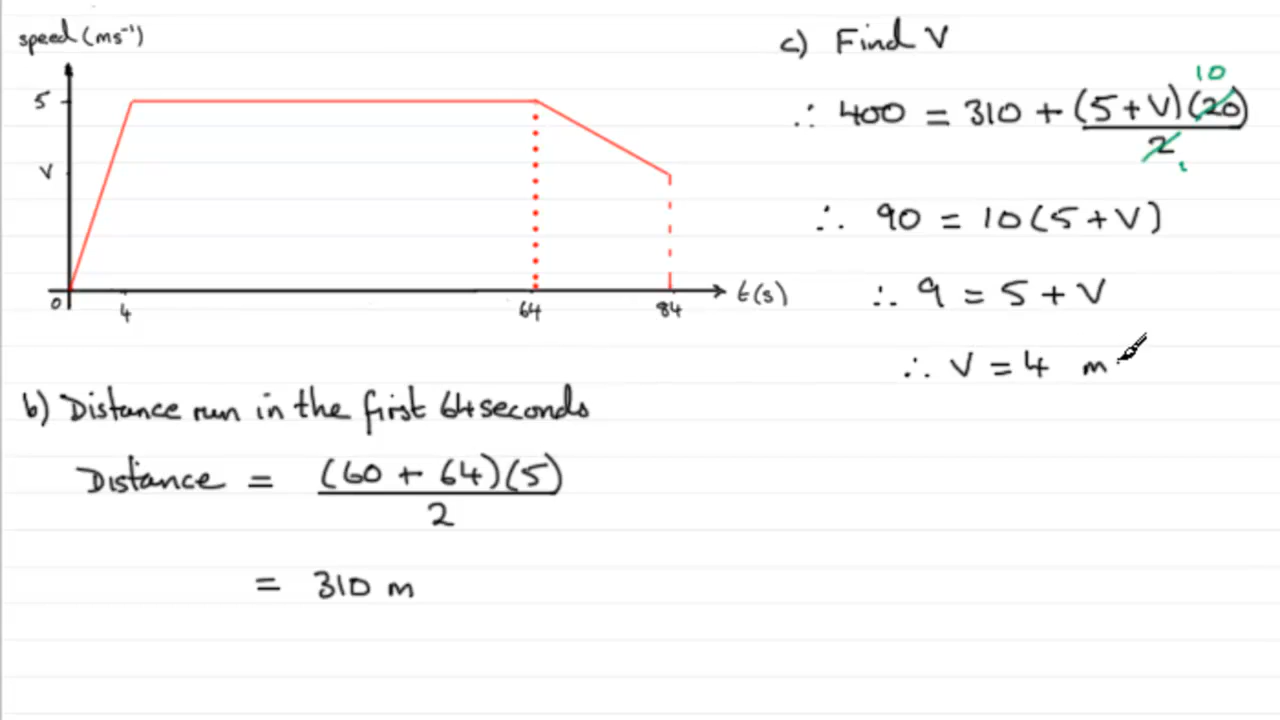 speed (ms⁻¹)
5
V
0
4
64
84
t(s)
b) Distance run in the first 64 seconds
Distance = (60 + 64)(5)
2
= 310 m
c) Find V
10
∴ 400 = 310 + (5 + V)(20)
2
1
∴ 90 = 10(5 + V)
∴ 9 = 5 + V
∴ V = 4 m